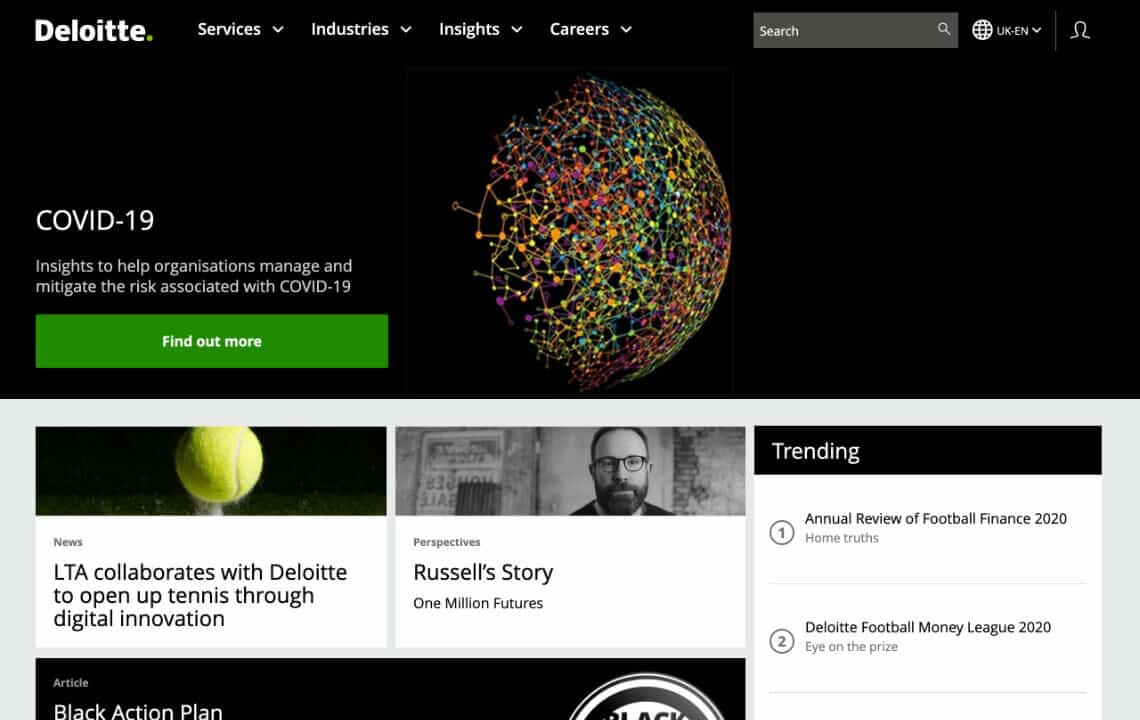 Deloitte.
Services
Industries
Insights
Careers
Search
UK-EN
COVID-19
Insights to help organisations manage and
mitigate the risk associated with COVID-19
Find out more
News
LTA collaborates with Deloitte
to open up tennis through
digital innovation
Perspectives
Russell's Story
One Million Futures
Trending
1
Annual Review of Football Finance 2020
Home truths
2
Deloitte Football Money League 2020
Eye on the prize
Article
Black Action Plan
BLACK